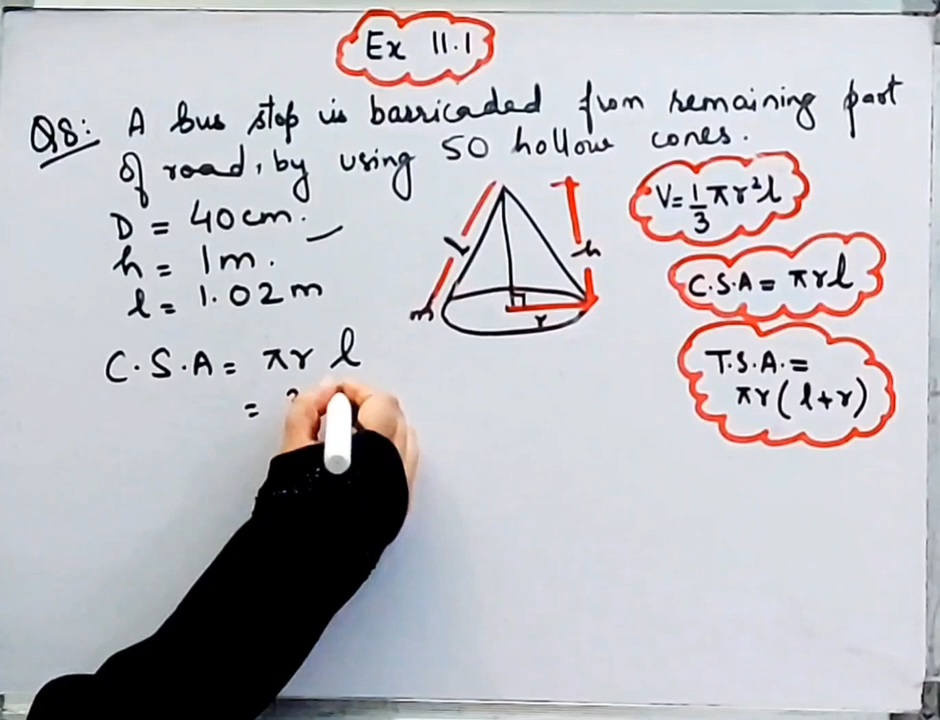 Ex 11.1
Q8: A bus stop is barricaded from remaining part
of road, by using 50 hollow cones.
D = 40cm.
h = 1m.
l = 1.02m
C.S.A = πr l
=
l
h
r
V = 1/3 πr²l
C.S.A = πrl
T.S.A. =
πr(l+r)